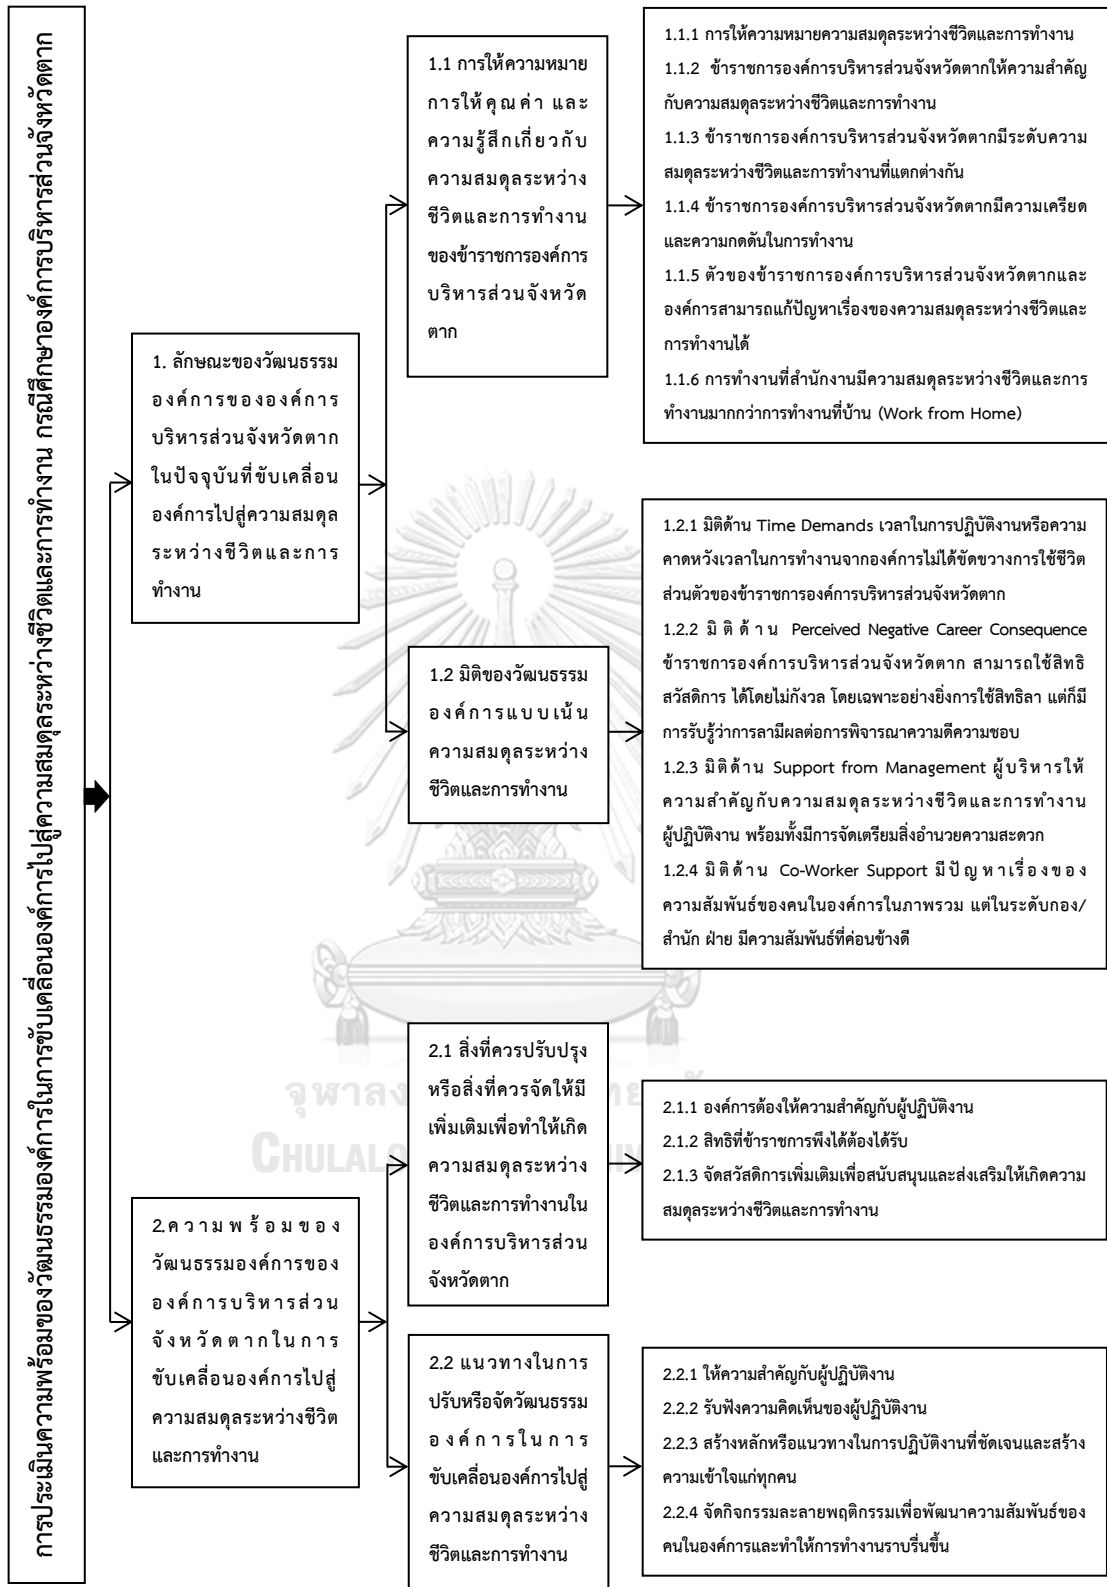 การประเมินความพร้อมของวัฒนธรรมองค์การในการขับเคลื่อนองค์การไปสู่ความสมดุลระหว่างชีวิตและการทำงาน กรณีศึกษาองค์การบริหารส่วนจังหวัดตาก
1. ลักษณะของวัฒนธรรม
องค์การขององค์การ
บริหารส่วนจังหวัดตาก
ในปัจจุบันที่ขับเคลื่อน
องค์การไปสู่ความสมดุล
ระหว่างชีวิตและการ
ทำงาน
1.1 การให้ความหมาย
การให้คุณค่า และ
ความรู้สึกเกี่ยวกับ
ความสมดุลระหว่าง
ชีวิตและการทำงาน
ของข้าราชการองค์การ
บริหารส่วนจังหวัด
ตาก
1.1.1 การให้ความหมายความสมดุลระหว่างชีวิตและการทำงาน
1.1.2 ข้าราชการองค์การบริหารส่วนจังหวัดตากให้ความสำคัญ
กับความสมดุลระหว่างชีวิตและการทำงาน
1.1.3 ข้าราชการองค์การบริหารส่วนจังหวัดตากมีระดับความ
สมดุลระหว่างชีวิตและการทำงานที่แตกต่างกัน
1.1.4 ข้าราชการองค์การบริหารส่วนจังหวัดตากมีความเครียด
และความกดดันในการทำงาน
1.1.5 ตัวของข้าราชการองค์การบริหารส่วนจังหวัดตากและ
องค์การสามารถแก้ปัญหาเรื่องของความสมดุลระหว่างชีวิตและ
การทำงานได้
1.1.6 การทำงานที่สำนักงานมีความสมดุลระหว่างชีวิตและการ
ทำงานมากกว่าการทำงานที่บ้าน (Work from Home)
1.2 มิติของวัฒนธรรม
องค์การแบบเน้น
ความสมดุลระหว่าง
ชีวิตและการทำงาน
1.2.1 มิติด้าน Time Demands เวลาในการปฏิบัติงานหรือความ
คาดหวังเวลาในการทำงานจากองค์การไม่ได้ขัดขวางการใช้ชีวิต
ส่วนตัวของข้าราชการองค์การบริหารส่วนจังหวัดตาก
1.2.2 มิติด้าน Perceived Negative Career Consequence
ข้าราชการองค์การบริหารส่วนจังหวัดตาก สามารถใช้สิทธิ
สวัสดิการ ได้โดยไม่กังวล โดยเฉพาะอย่างยิ่งการใช้สิทธิลา แต่ก็มี
การรับรู้ว่าการลามีผลต่อการพิจารณาความดีความชอบ
1.2.3 มิติด้าน Support from Management ผู้บริหารให้
ความสำคัญกับความสมดุลระหว่างชีวิตและการทำงาน
ผู้ปฏิบัติงาน พร้อมทั้งมีการจัดเตรียมสิ่งอำนวยความสะดวก
1.2.4 มิติด้าน Co-Worker Support มีปัญหาเรื่องของ
ความสัมพันธ์ของคนในองค์การในภาพรวม แต่ในระดับกอง/
สำนัก ฝ่าย มีความสัมพันธ์ที่ค่อนข้างดี
2.ความพร้อมของ
วัฒนธรรมองค์การของ
องค์การบริหารส่วน
จังหวัดตากในการ
ขับเคลื่อนองค์การไปสู่
ความสมดุลระหว่างชีวิต
และการทำงาน
2.1 สิ่งที่ควรปรับปรุง
หรือสิ่งที่ควรจัดให้มี
เพิ่มเติมเพื่อทำให้เกิด
ความสมดุลระหว่าง
ชีวิตและการทำงานใน
องค์การบริหารส่วน
จังหวัดตาก
2.1.1 องค์การต้องให้ความสำคัญกับผู้ปฏิบัติงาน
2.1.2 สิทธิที่ข้าราชการพึงได้ต้องได้รับ
2.1.3 จัดสวัสดิการเพิ่มเติมเพื่อสนับสนุนและส่งเสริมให้เกิดความ
สมดุลระหว่างชีวิตและการทำงาน
2.2 แนวทางในการ
ปรับหรือจัดวัฒนธรรม
องค์การในการ
ขับเคลื่อนองค์การไปสู่
ความสมดุลระหว่าง
ชีวิตและการทำงาน
2.2.1 ให้ความสำคัญกับผู้ปฏิบัติงาน
2.2.2 รับฟังความคิดเห็นของผู้ปฏิบัติงาน
2.2.3 สร้างหลักหรือแนวทางในการปฏิบัติงานที่ชัดเจนและสร้าง
ความเข้าใจแก่ทุกคน
2.2.4 จัดกิจกรรมละลายพฤติกรรมเพื่อพัฒนาความสัมพันธ์ของ
คนในองค์การและทำให้การทำงานราบรื่นขึ้น